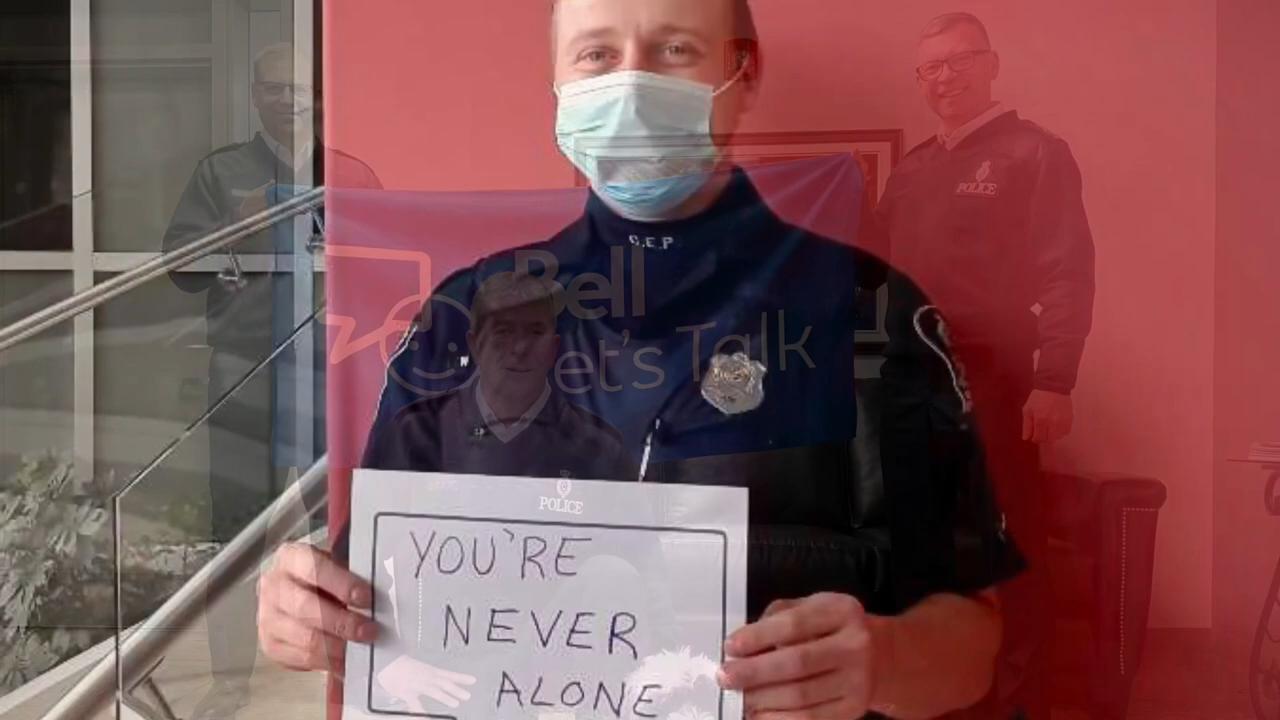 POLICE
C.E.P
Bell
Let's Talk
POLICE
YOU'RE
NEVER
ALONE